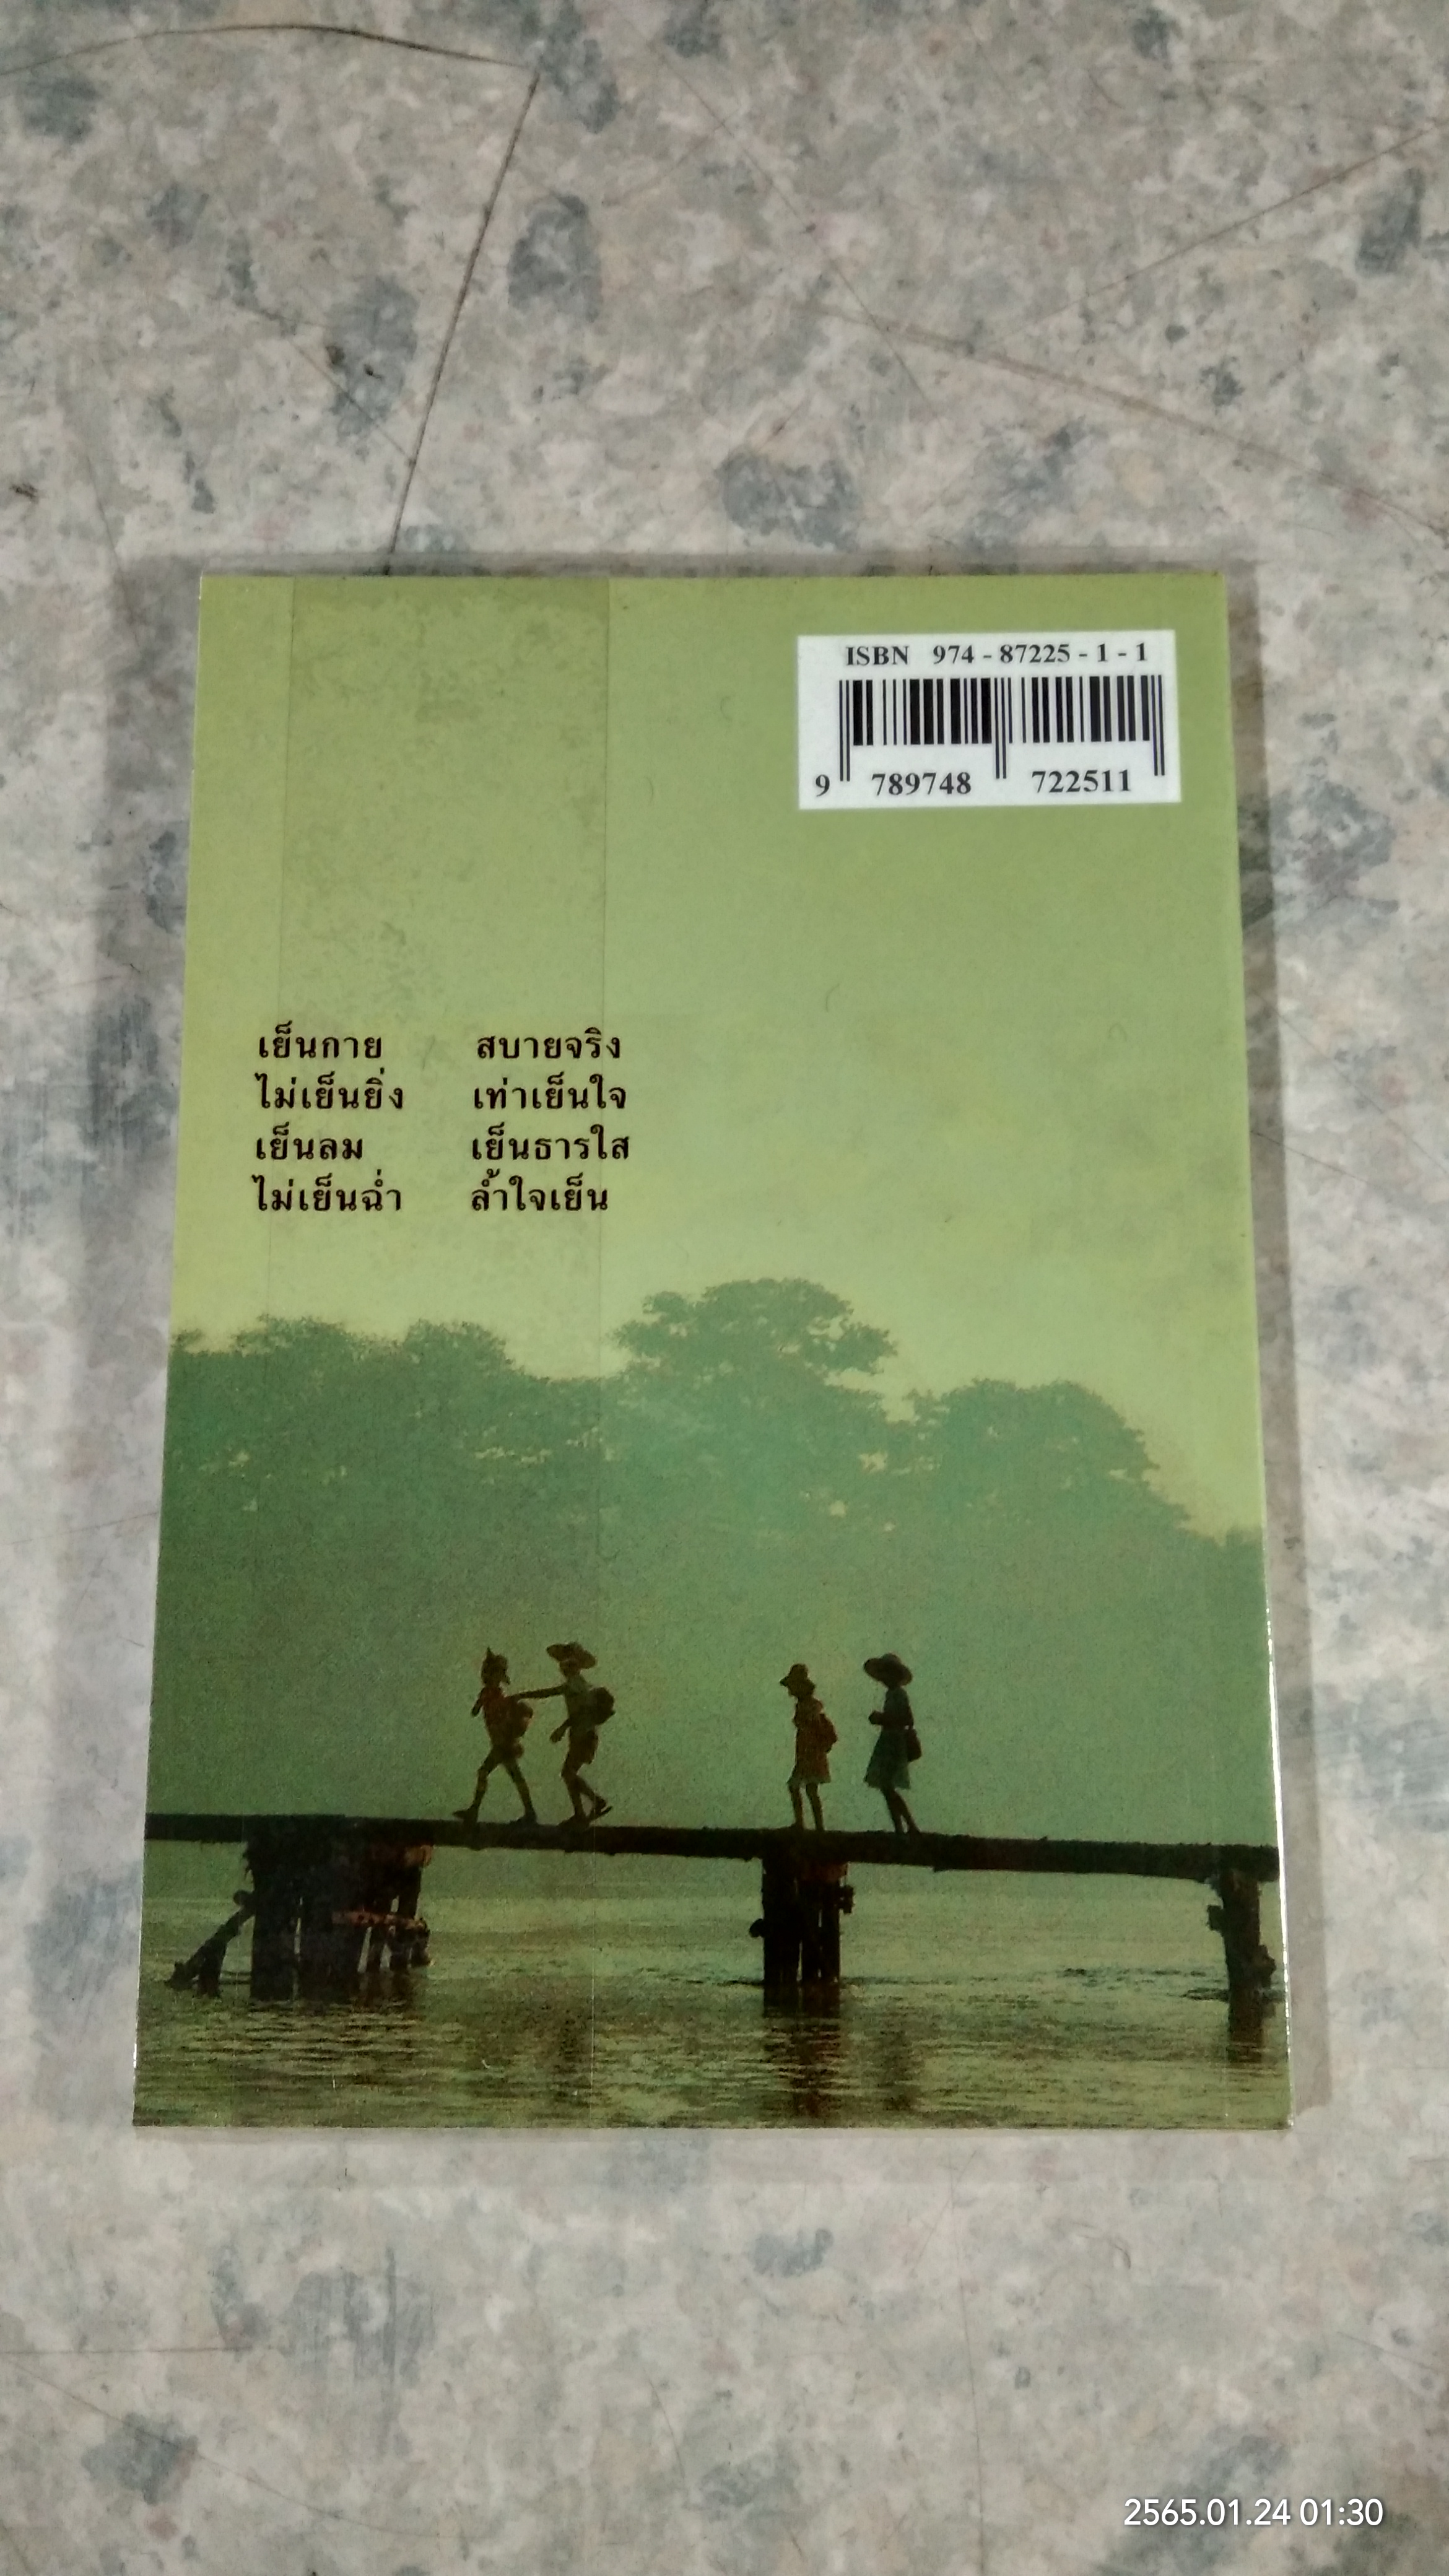 ISBN 974 - 87225 - 1 - 1
9 789748 722511
เย็นกาย สบายจริง
ไม่เย็นยิ่ง เท่าเย็นใจ
เย็นลม เย็นธารใส
ไม่เย็นฉ่ำ ล้ำใจเย็น
2565.01.24 01:30